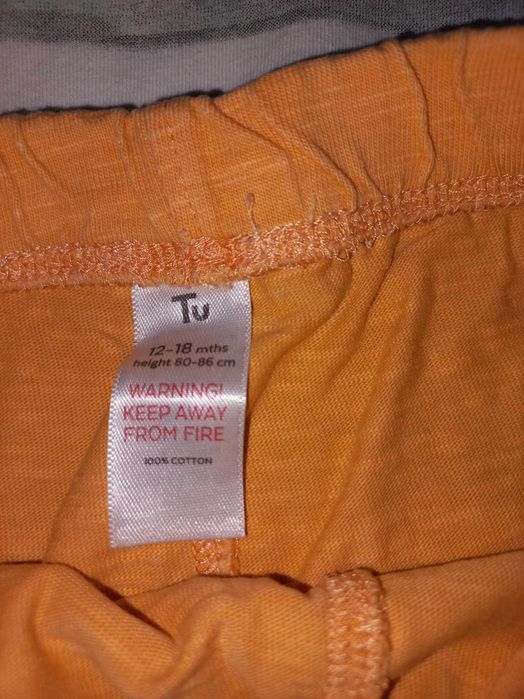 Tu
12-18 mths
height 80-86 cm
WARNING!
KEEP AWAY
FROM FIRE
100% COTTON